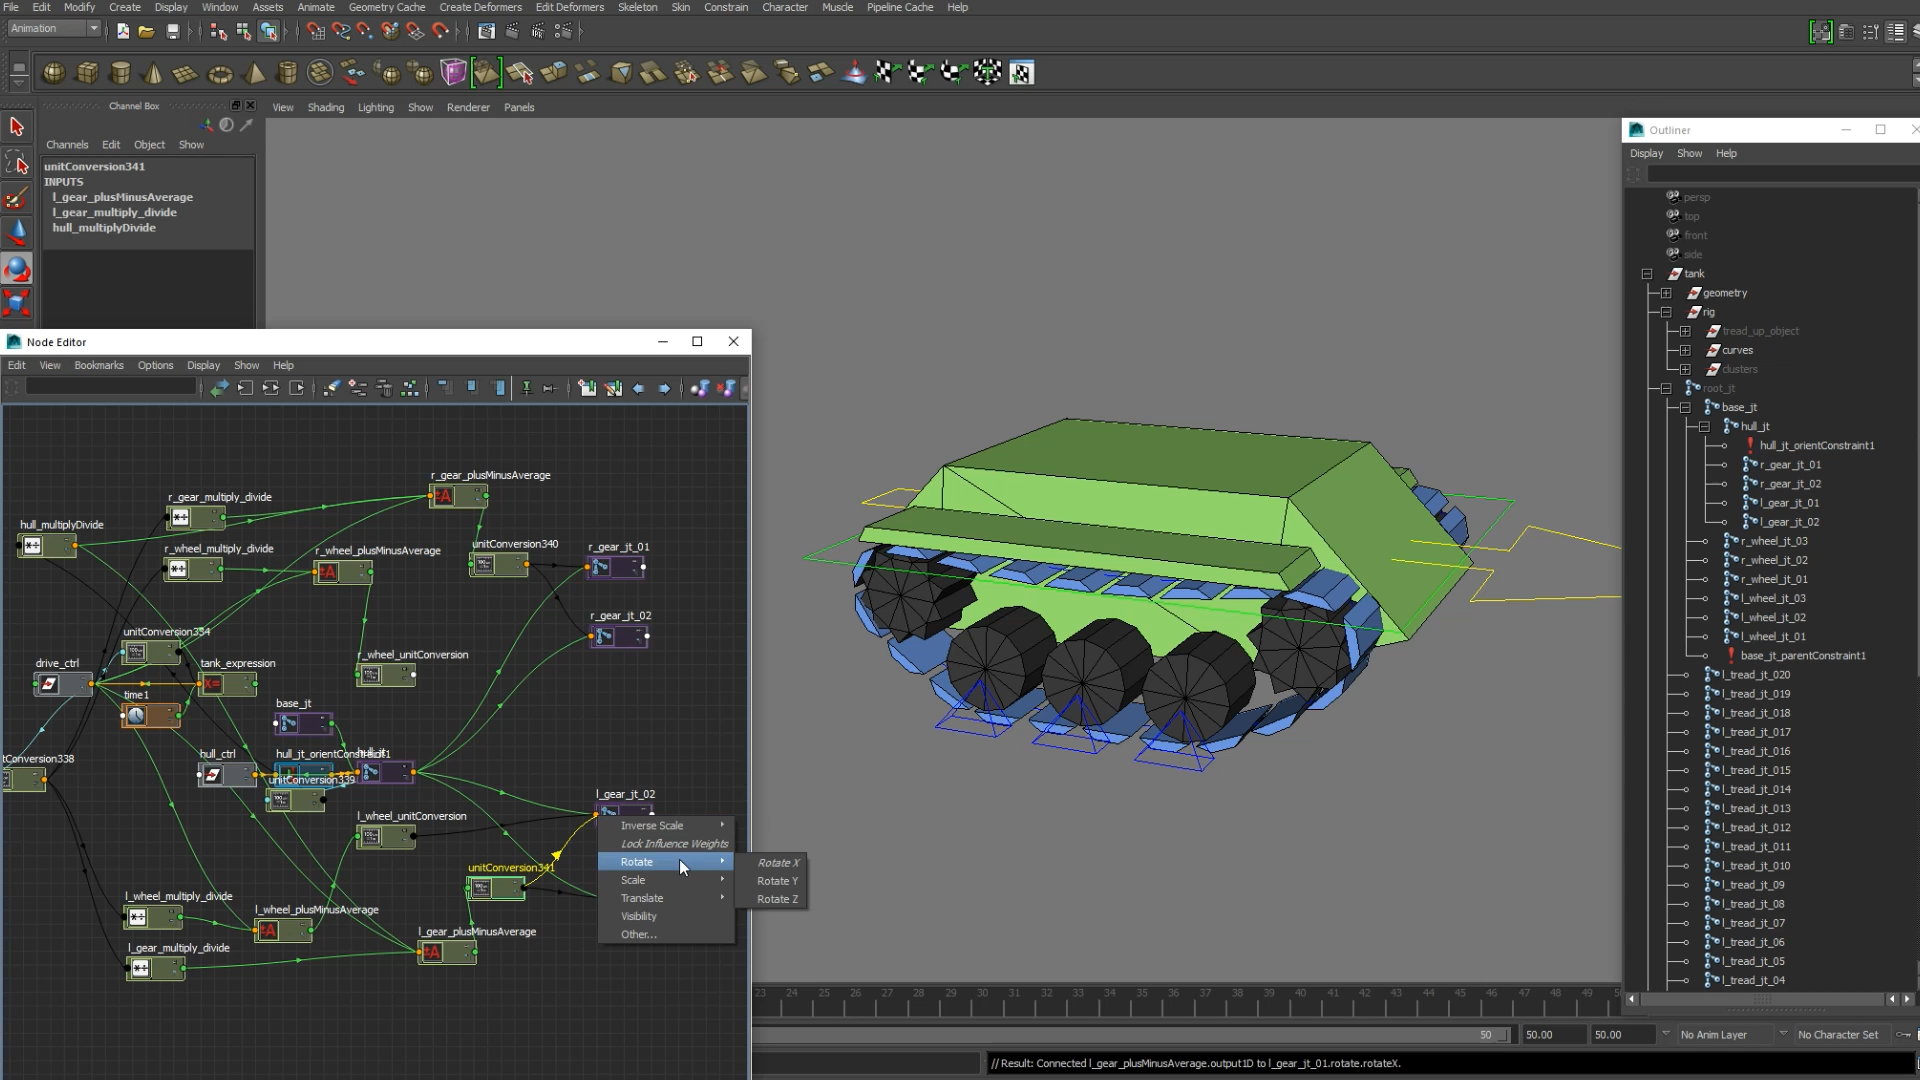 File Edit Modify Create Display Window Assets Animate Geometry Cache Create Deformers Edit Deformers Skeleton Skin Constrain Character Muscle Pipeline Cache Help
Animation
Channel Box
View Shading Lighting Show Renderer Panels
Channels Edit Object Show
unitConversion341
INPUTS
l_gear_plusMinusAverage
l_gear_multiply_divide
hull_multiplyDivide
Node Editor
Edit View Bookmarks Options Display Show Help
r_gear_plusMinusAverage
r_gear_multiply_divide
hull_multiplyDivide
unitConversion340
r_gear_jt_01
r_wheel_multiply_divide
r_wheel_plusMinusAverage
r_gear_jt_02
unitConversion334
drive_ctrl
tank_expression
r_wheel_unitConversion
time1
base_jt
tConversion338
hull_ctrl
hull_jt_orientConstraint1
unitConversion339
l_gear_jt_02
l_wheel_unitConversion
unitConversion341
l_wheel_multiply_divide
l_wheel_plusMinusAverage
l_gear_plusMinusAverage
l_gear_multiply_divide
Inverse Scale
Lock Influence Weights
Rotate
Scale
Translate
Visibility
Other...
Rotate X
Rotate Y
Rotate Z
Outliner
Display Show Help
persp
top
front
side
tank
geometry
rig
tread_up_object
curves
clusters
root_jt
base_jt
hull_jt
hull_jt_orientConstraint1
r_gear_jt_01
r_gear_jt_02
l_gear_jt_01
l_gear_jt_02
r_wheel_jt_03
r_wheel_jt_02
r_wheel_jt_01
l_wheel_jt_03
l_wheel_jt_02
l_wheel_jt_01
base_jt_parentConstraint1
l_tread_jt_020
l_tread_jt_019
l_tread_jt_018
l_tread_jt_017
l_tread_jt_016
l_tread_jt_015
l_tread_jt_014
l_tread_jt_013
l_tread_jt_012
l_tread_jt_011
l_tread_jt_010
l_tread_jt_09
l_tread_jt_08
l_tread_jt_07
l_tread_jt_06
l_tread_jt_05
l_tread_jt_04
23 24 25 26 27 28 29 30 31 32 33 34 35 36 37 38 39 40 41 42 43 44 45 46 47 48 49
50 50.00 50.00 No Anim Layer No Character Set
// Result: Connected l_gear_plusMinusAverage.output1D to l_gear_jt_01.rotate.rotateX.